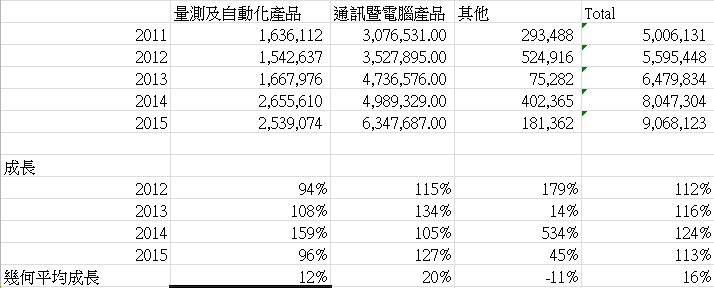 量測及自動化產品 通訊暨電腦產品 其他 Total
2011 1,636,112 3,076,531.00 293,488 5,006,131
2012 1,542,637 3,527,895.00 524,916 5,595,448
2013 1,667,976 4,736,576.00 75,282 6,479,834
2014 2,655,610 4,989,329.00 402,365 8,047,304
2015 2,539,074 6,347,687.00 181,362 9,068,123
成長
2012 94% 115% 179% 112%
2013 108% 134% 14% 116%
2014 159% 105% 534% 124%
2015 96% 127% 45% 113%
幾何平均成長 12% 20% -11% 16%